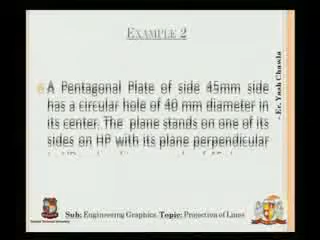 EXAMPLE 2
A Pentagonal Plate of side 45mm side
has a circular hole of 40 mm diameter in
its center. The plane stands on one of its
sides on HP with its plane perpendicular
- Er. Yash Chawla
Sub: Engineering Graphics, Topic: Projection of Lines